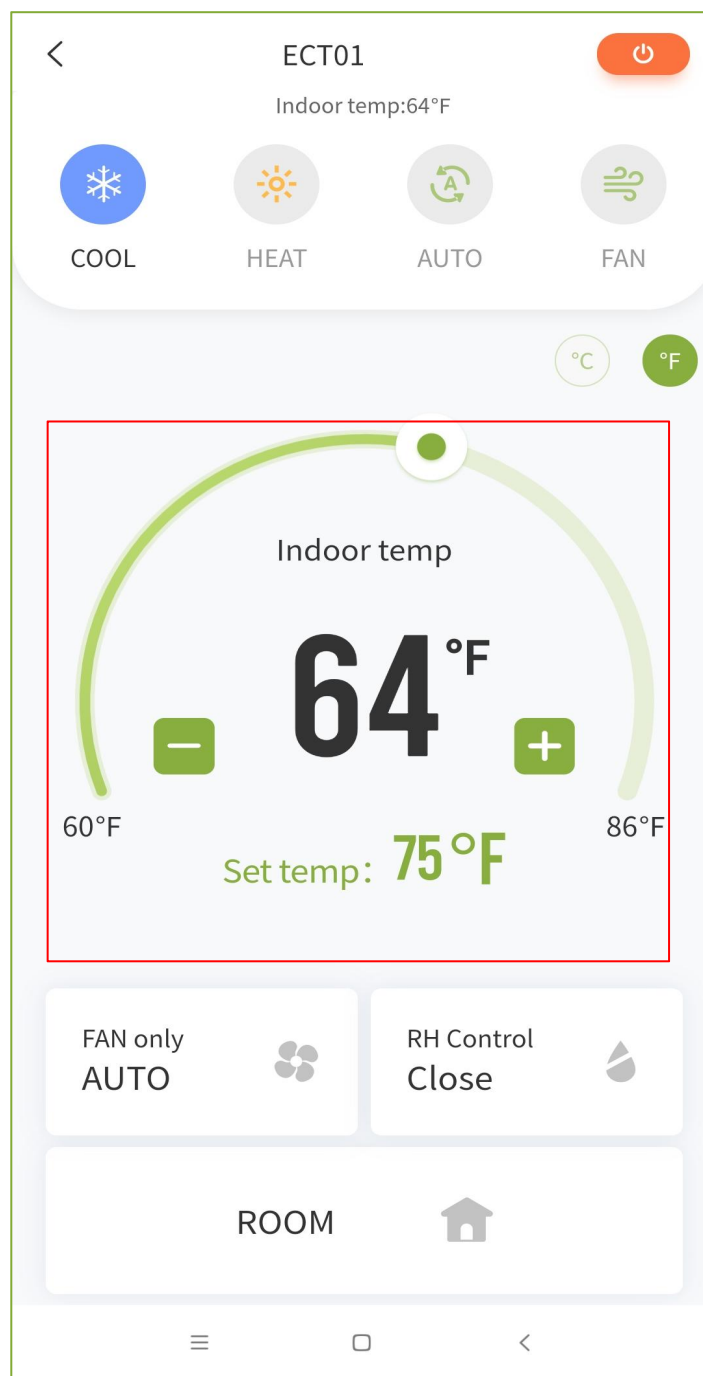 ECT01
Indoor temp:64°F
A
COOL HEAT AUTO FAN
°C °F
Indoor temp
64°F
60°F 86°F
Set temp: 75°F
FAN only
AUTO
RH Control
Close
ROOM